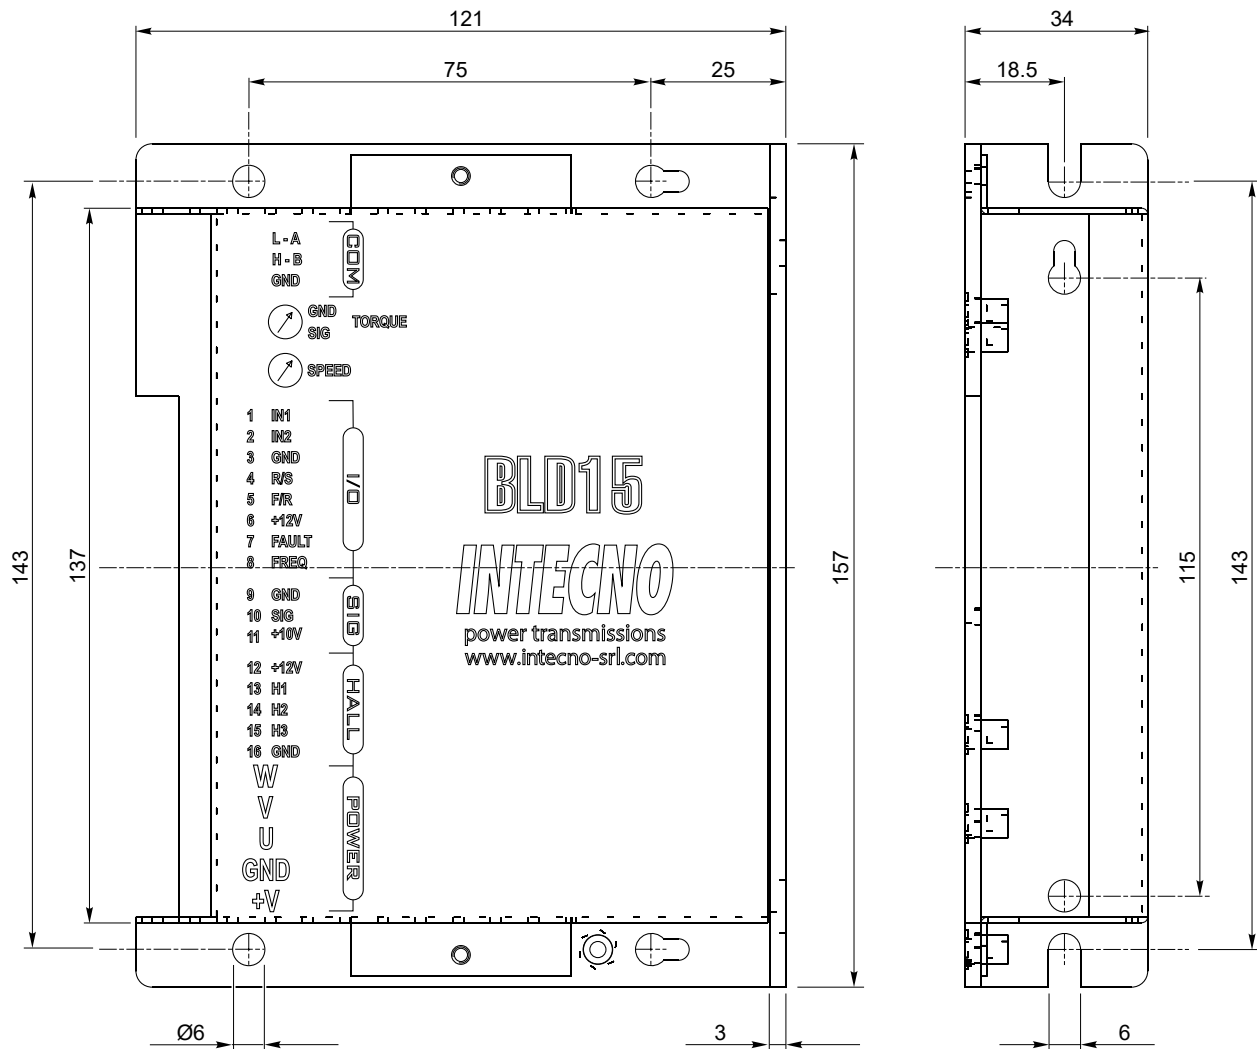 121
34
75
25
18.5
L - A
H - B
GND
COM
GND
SIG
TORQUE
SPEED
1 IN1
2 IN2
3 GND
4 R/S
5 F/R
6 +12V
7 FAULT
8 FREQ
I/O
9 GND
10 SIG
11 +10V
SIG
12 +12V
13 H1
14 H2
15 H3
16 GND
HALL
W
V
U
GND
+V
POWER
BLD15
INTECNO
power transmissions
www.intecno-srl.com
143
137
157
115
143
Ø6
3
6